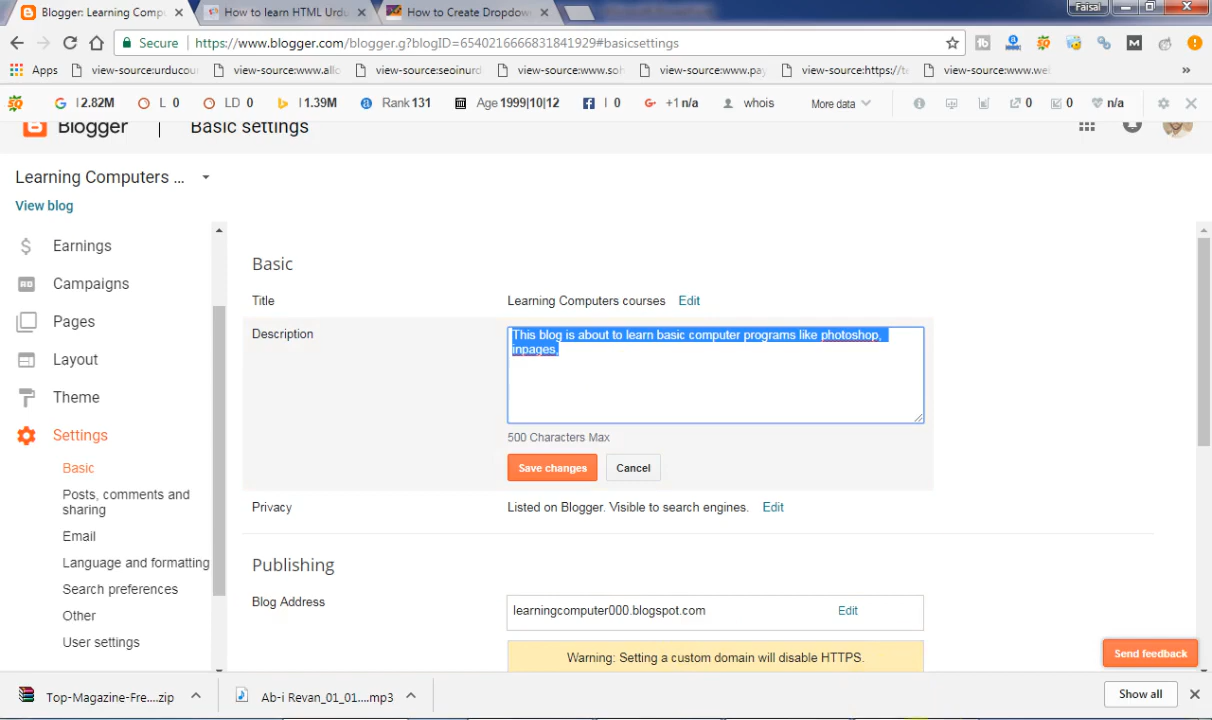 Blogger: Learning Compu
How to learn HTML Urdu
How to Create Dropdow
Faisal
Secure
https://www.blogger.com/blogger.g?blogID=6540216666831841929#basicsettings
Apps
view-source:urducou
view-source:www.allo
view-source:seoinurd
view-source:www.soh
view-source:www.pay
view-source:https://te
view-source:www.wel
I 2.82M
L 0
LD 0
I 1.39M
Rank 131
Age 1999|10|12
I 0
+1 n/a
whois
More data
0
0
n/a
Blogger
Basic settings
Learning Computers ...
View blog
Earnings
Campaigns
Pages
Layout
Theme
Settings
Basic
Posts, comments and
sharing
Email
Language and formatting
Search preferences
Other
User settings
Basic
Title
Learning Computers courses
Edit
Description
This blog is about to learn basic computer programs like photoshop,
inpages,
500 Characters Max
Save changes
Cancel
Privacy
Listed on Blogger. Visible to search engines.
Edit
Publishing
Blog Address
learningcomputer000.blogspot.com
Edit
Warning: Setting a custom domain will disable HTTPS.
Send feedback
Top-Magazine-Fre....zip
Ab-i Revan_01_01....mp3
Show all